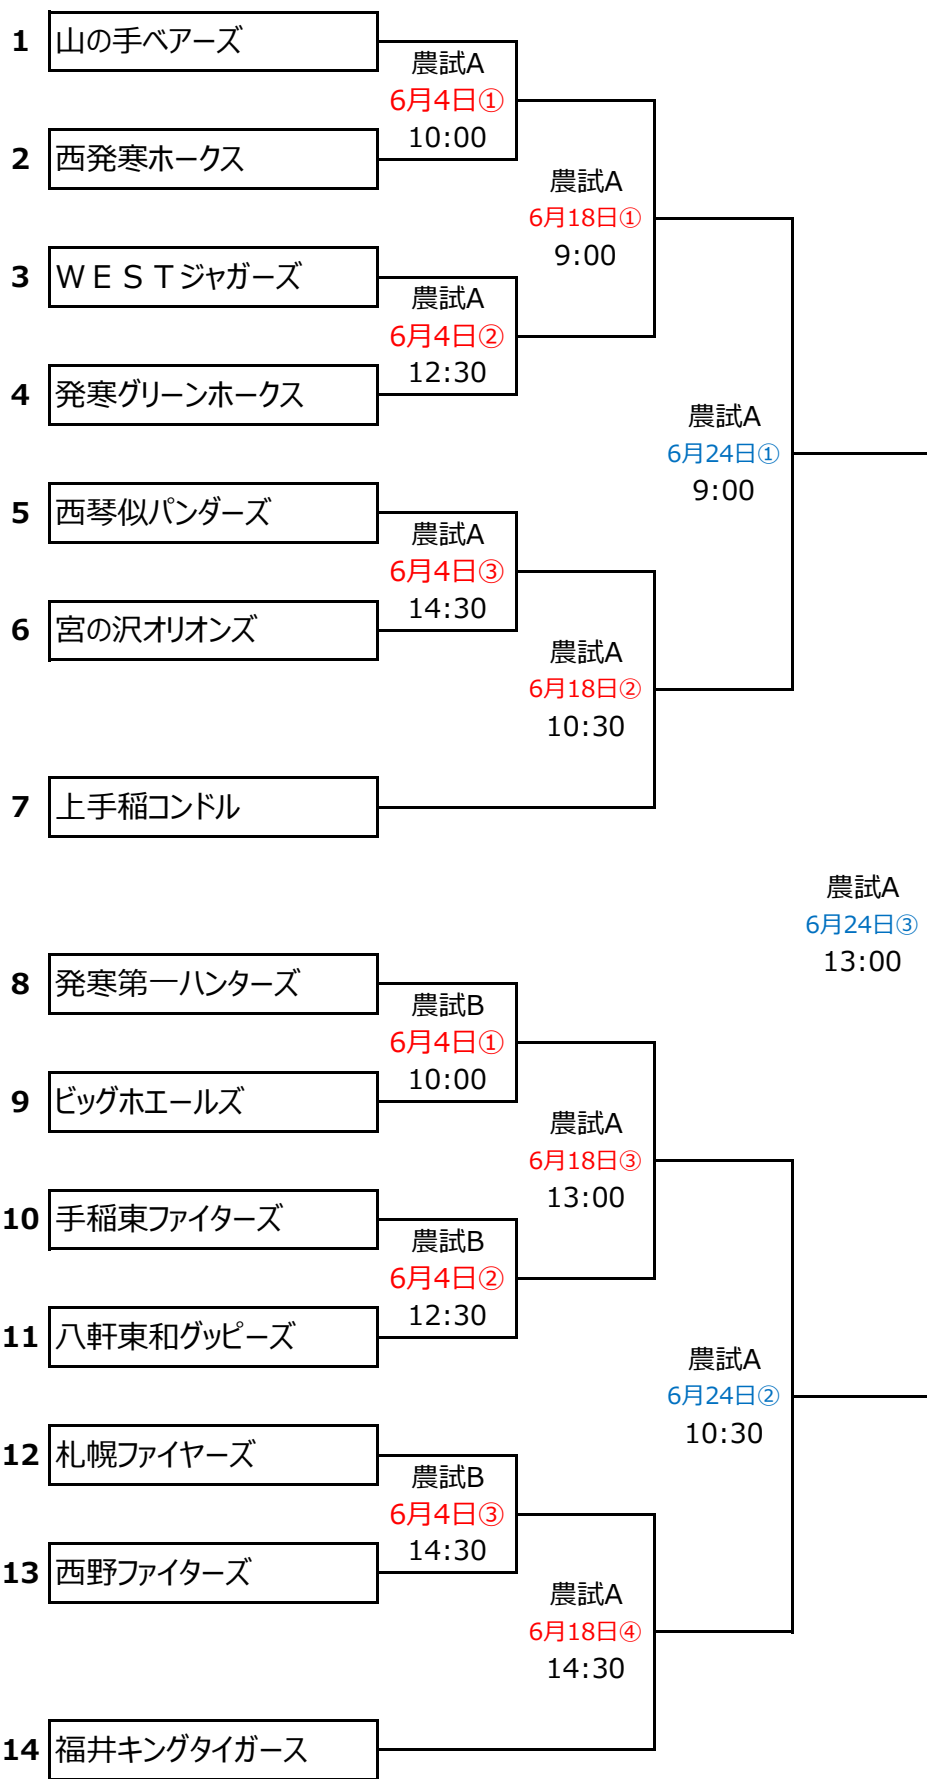 1 山の手ベアーズ
農試A
6月4日①
10:00
2 西発寒ホークス
農試A
6月18日①
9:00
3 ＷＥＳＴジャガーズ
農試A
6月4日②
12:30
4 発寒グリーンホークス
農試A
6月24日①
9:00
5 西琴似パンダーズ
農試A
6月4日③
14:30
6 宮の沢オリオンズ
農試A
6月18日②
10:30
7 上手稲コンドル
農試A
6月24日③
13:00
8 発寒第一ハンターズ
農試B
6月4日①
10:00
9 ビッグホエールズ
農試A
6月18日③
13:00
10 手稲東ファイターズ
農試B
6月4日②
12:30
11 八軒東和グッピーズ
農試A
6月24日②
10:30
12 札幌ファイヤーズ
農試B
6月4日③
14:30
13 西野ファイターズ
農試A
6月18日④
14:30
14 福井キングタイガース